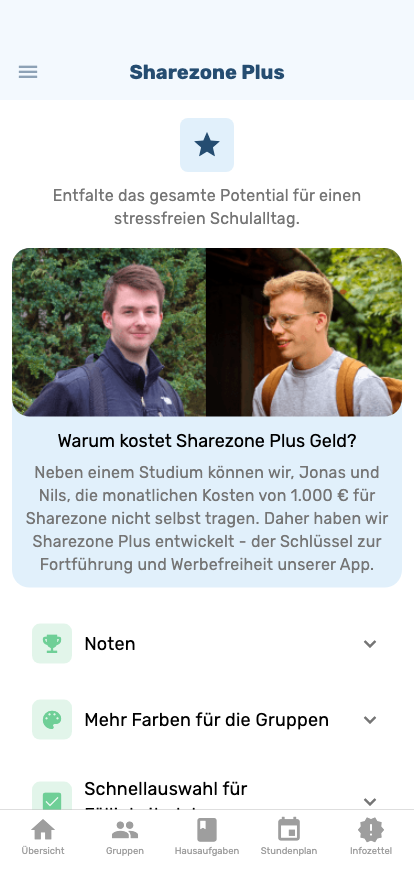 Sharezone Plus
Entfalte das gesamte Potential für einen
stressfreien Schulalltag.
Warum kostet Sharezone Plus Geld?
Neben einem Studium können wir, Jonas und
Nils, die monatlichen Kosten von 1.000 € für
Sharezone nicht selbst tragen. Daher haben wir
Sharezone Plus entwickelt - der Schlüssel zur
Fortführung und Werbefreiheit unserer App.
Noten
Mehr Farben für die Gruppen
Schnellauswahl für
Übersicht
Gruppen
Hausaufgaben
Stundenplan
Infozettel